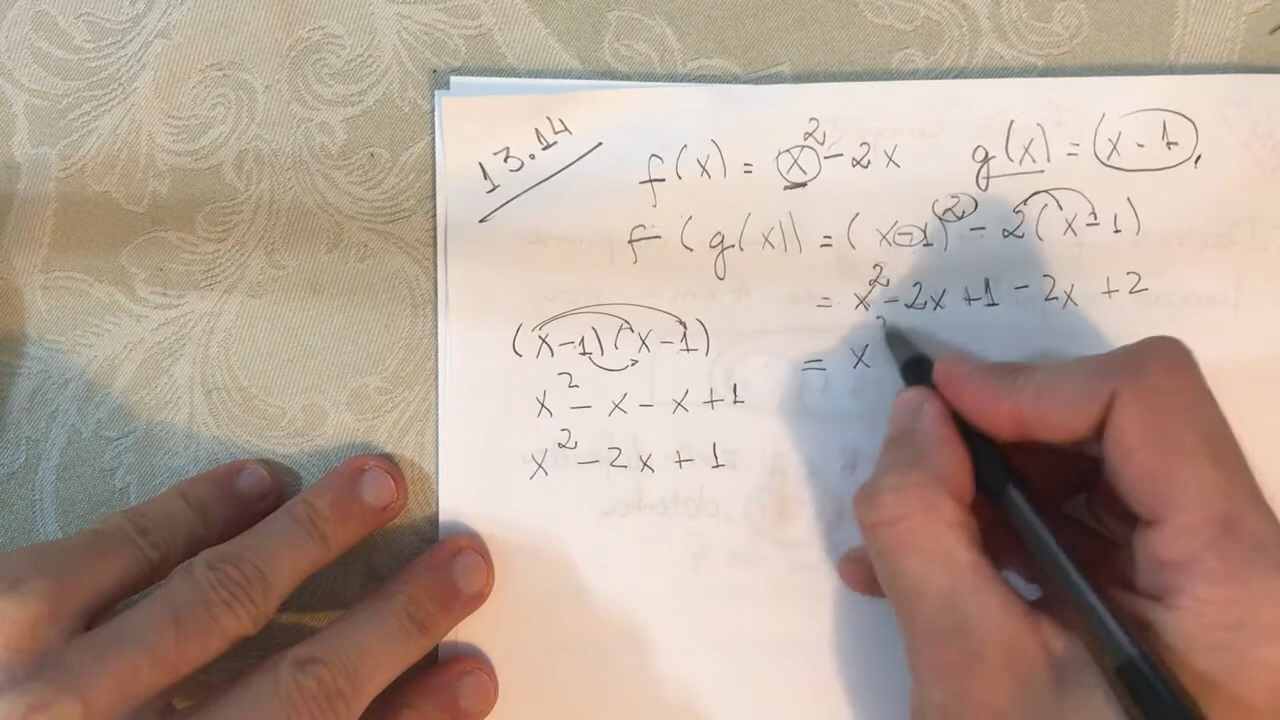 13.14
f(x) = x² - 2x g(x) = (x - 1).
f(g(x)) = (x-1)² - 2(x-1)
= x² - 2x + 1 - 2x + 2
= x²
(x-1)(x-1)
x² - x - x + 1
x² - 2x + 1